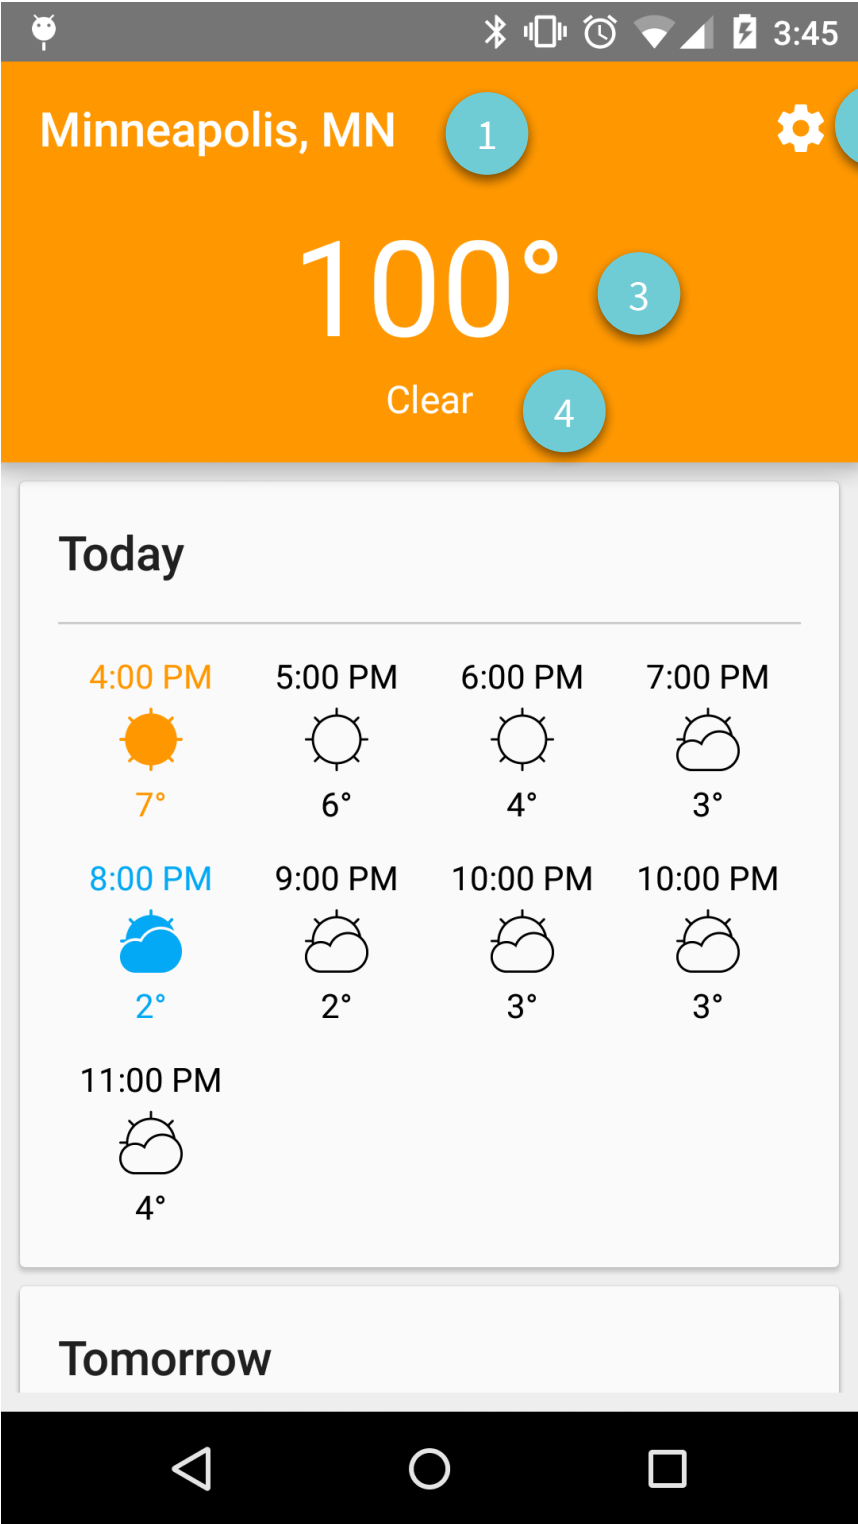 3:45
Minneapolis, MN 1
100° 3
Clear 4
Today
4:00 PM 5:00 PM 6:00 PM 7:00 PM
7° 6° 4° 3°
8:00 PM 9:00 PM 10:00 PM 10:00 PM
2° 2° 3° 3°
11:00 PM
4°
Tomorrow